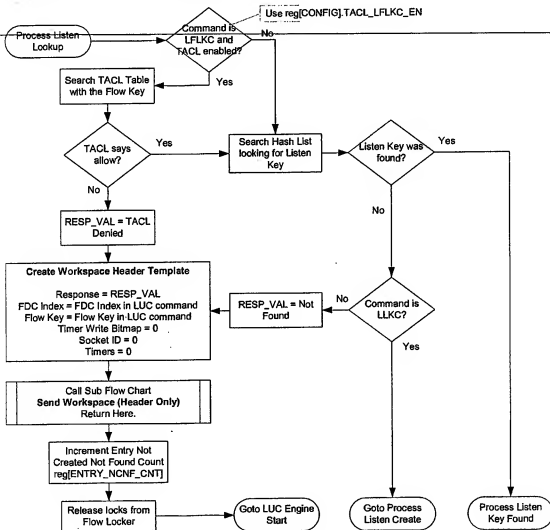 Use reg[CONFIG].TACL_LFLKC_EN
Process Listen
Lookup
Command is
LFLKC and
TACL enabled?
No
Yes
Search TACL Table
with the Flow Key
TACL says
allow?
Yes
No
Search Hash List
looking for Listen
Key
Listen Key was
found?
Yes
No
RESP_VAL = TACL
Denied
Create Workspace Header Template
Response = RESP_VAL
FDC Index = FDC Index in LUC command
Flow Key = Flow Key in LUC command
Timer Write Bitmap = 0
Socket ID = 0
Timers = 0
RESP_VAL = Not
Found
No
Command is
LLKC?
Yes
Call Sub Flow Chart
Send Workspace (Header Only)
Return Here.
Increment Entry Not
Created Not Found Count
reg[ENTRY_NCNF_CNT]
Release locks from
Flow Locker
Goto LUC Engine
Start
Goto Process
Listen Create
Process Listen
Key Found